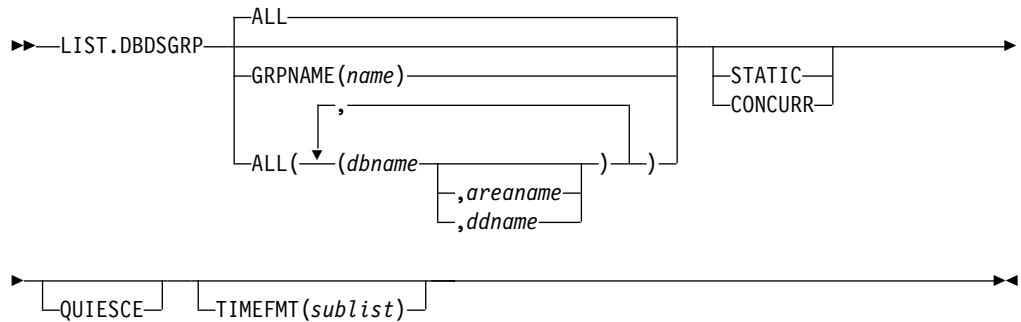 ALL
LIST.DBDSGRP
GRPNAME(name)
STATIC
CONCURR
,
ALL( (dbname ) )
,areaname
,ddname
QUIESCE TIMEFMT(sublist)